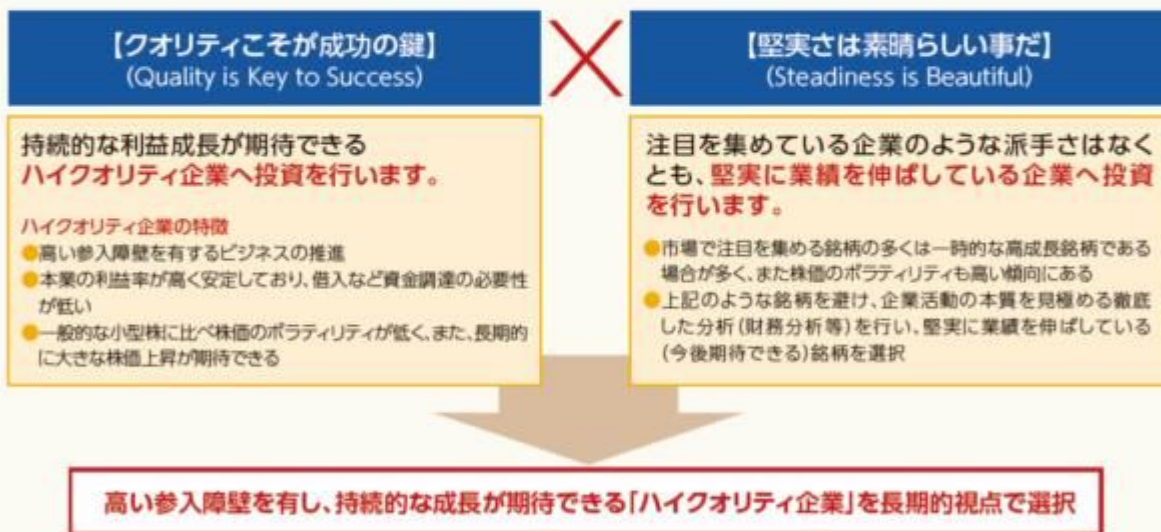 【クオリティこそが成功の鍵】
(Quality is Key to Success)
持続的な利益成長が期待できる
ハイクオリティ企業へ投資を行います。
ハイクオリティ企業の特徴
●高い参入障壁を有するビジネスの推進
●本業の利益率が高く安定しており、借入など資金調達の必要性
が低い
●一般的な小型株に比べ株価のボラティリティが低く、また、長期的
に大きな株価上昇が期待できる
【堅実さは素晴らしい事だ】
(Steadiness is Beautiful)
注目を集めている企業のような派手さはなく
とも、堅実に業績を伸ばしている企業へ投資
を行います。
●市場で注目を集める銘柄の多くは一時的な高成長銘柄である
場合が多く、また株価のボラティリティも高い傾向にある
●上記のような銘柄を避け、企業活動の本質を見極める徹底
した分析(財務分析等)を行い、堅実に業績を伸ばしている
(今後期待できる)銘柄を選択
高い参入障壁を有し、持続的な成長が期待できる「ハイクオリティ企業」を長期的視点で選択